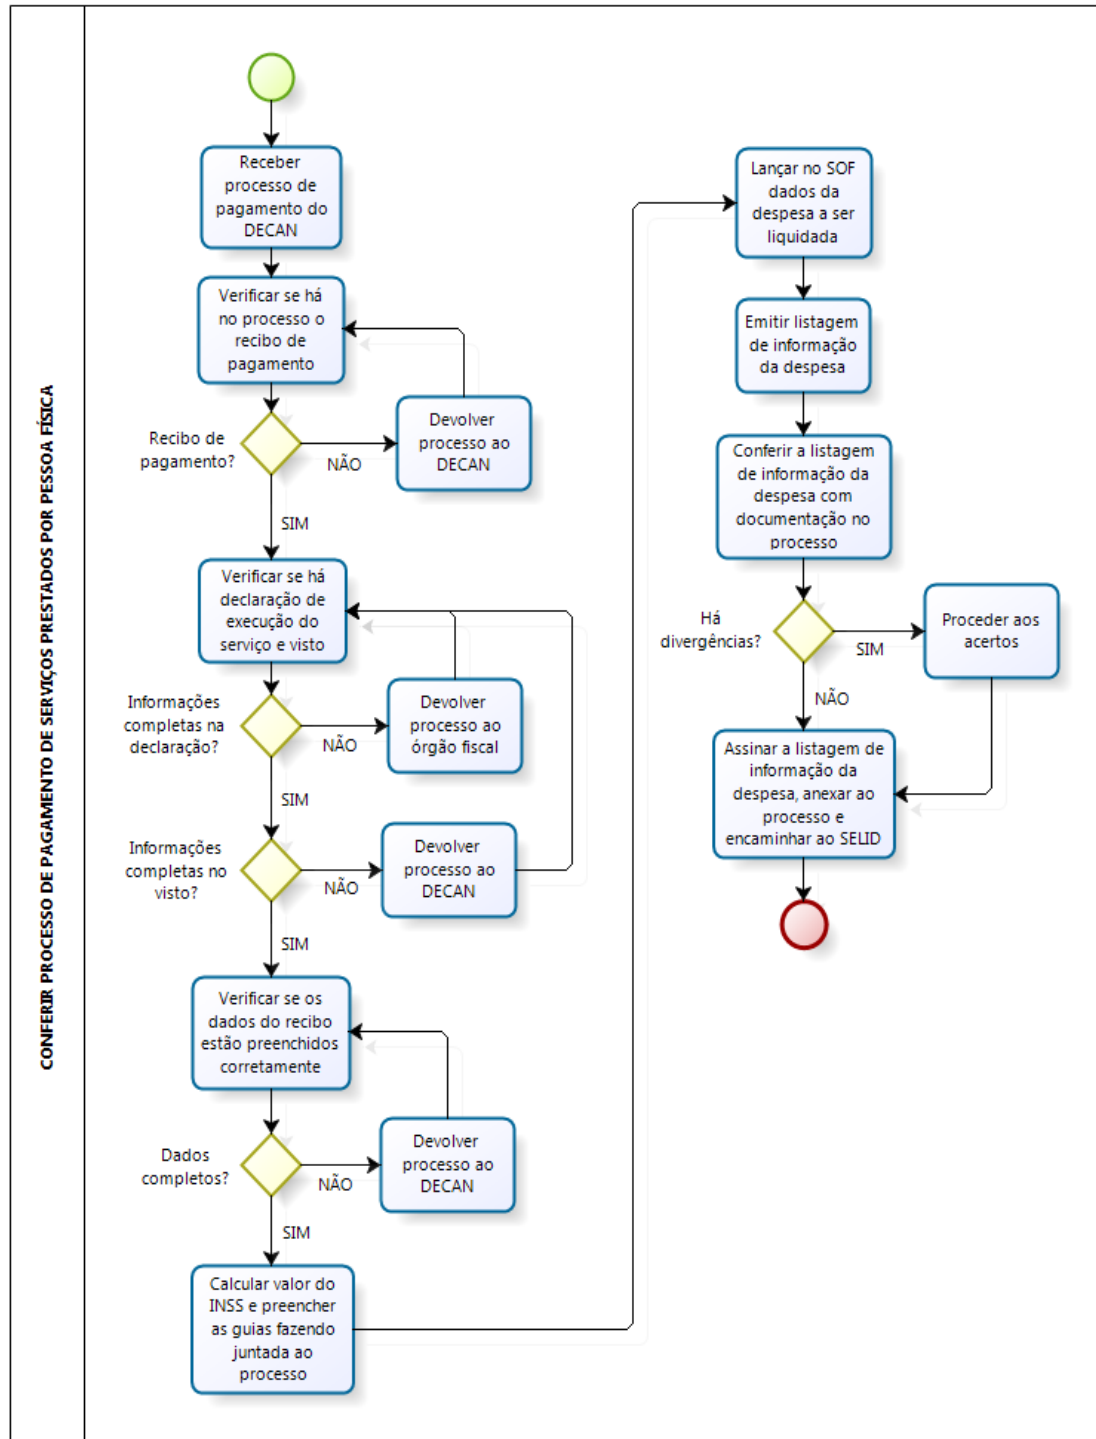 CONFERIR PROCESSO DE PAGAMENTO DE SERVIÇOS PRESTADOS POR PESSOA FÍSICA
Receber
processo de
pagamento do
DECAN
Verificar se há
no processo o
recibo de
pagamento
Recibo de
pagamento?
NÃO
Devolver
processo ao
DECAN
SIM
Verificar se há
declaração de
execução do
serviço e visto
Informações
completas na
declaração?
NÃO
Devolver
processo ao
órgão fiscal
SIM
Informações
completas no
visto?
NÃO
Devolver
processo ao
DECAN
SIM
Verificar se os
dados do recibo
estão preenchidos
corretamente
Dados
completos?
NÃO
Devolver
processo ao
DECAN
SIM
Calcular valor do
INSS e preencher
as guias fazendo
juntada ao
processo
Lançar no SOF
dados da
despesa a ser
liquidada
Emitir listagem
de informação
da despesa
Conferir a listagem
de informação da
despesa com
documentação no
processo
Há
divergências?
SIM
Proceder aos
acertos
NÃO
Assinar a listagem de
informação da
despesa, anexar ao
processo e
encaminhar ao SELID